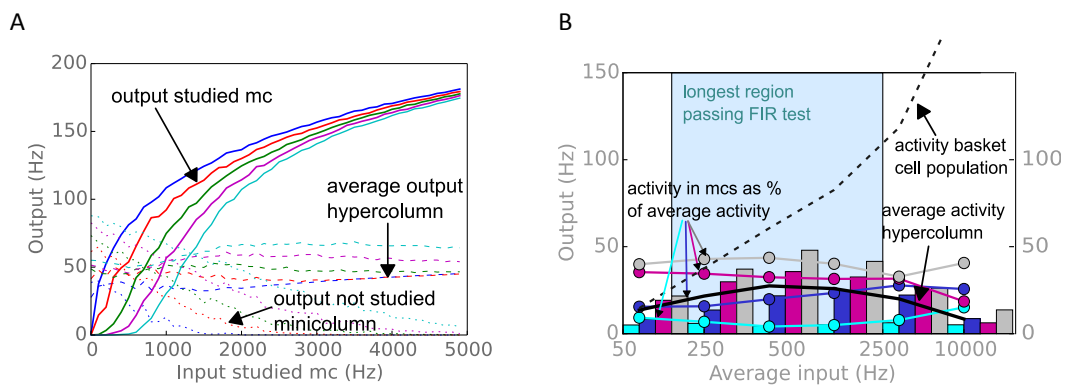 A
200
150
100
50
0
Output (Hz)
output studied mc
average output
hypercolumn
output not studied
minicolumn
0
1000
2000
3000
4000
5000
Input studied mc (Hz)
B
150
100
50
0
Output (Hz)
longest region
passing FIR test
activity in mcs as %
of average activity
activity basket
cell population
average activity
hypercolumn
100
50
0
50
250
500
2500
10000
Average input (Hz)